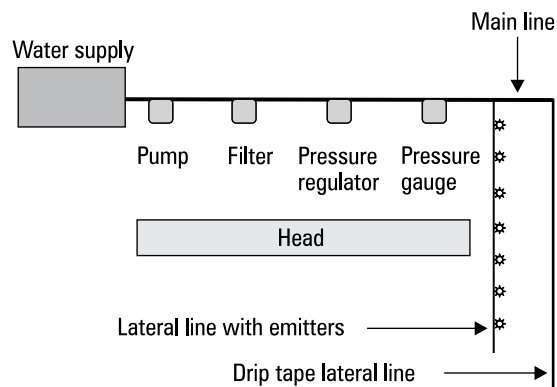 Main line
Water supply
Pump
Filter
Pressure
regulator
Pressure
gauge
Head
Lateral line with emitters
Drip tape lateral line